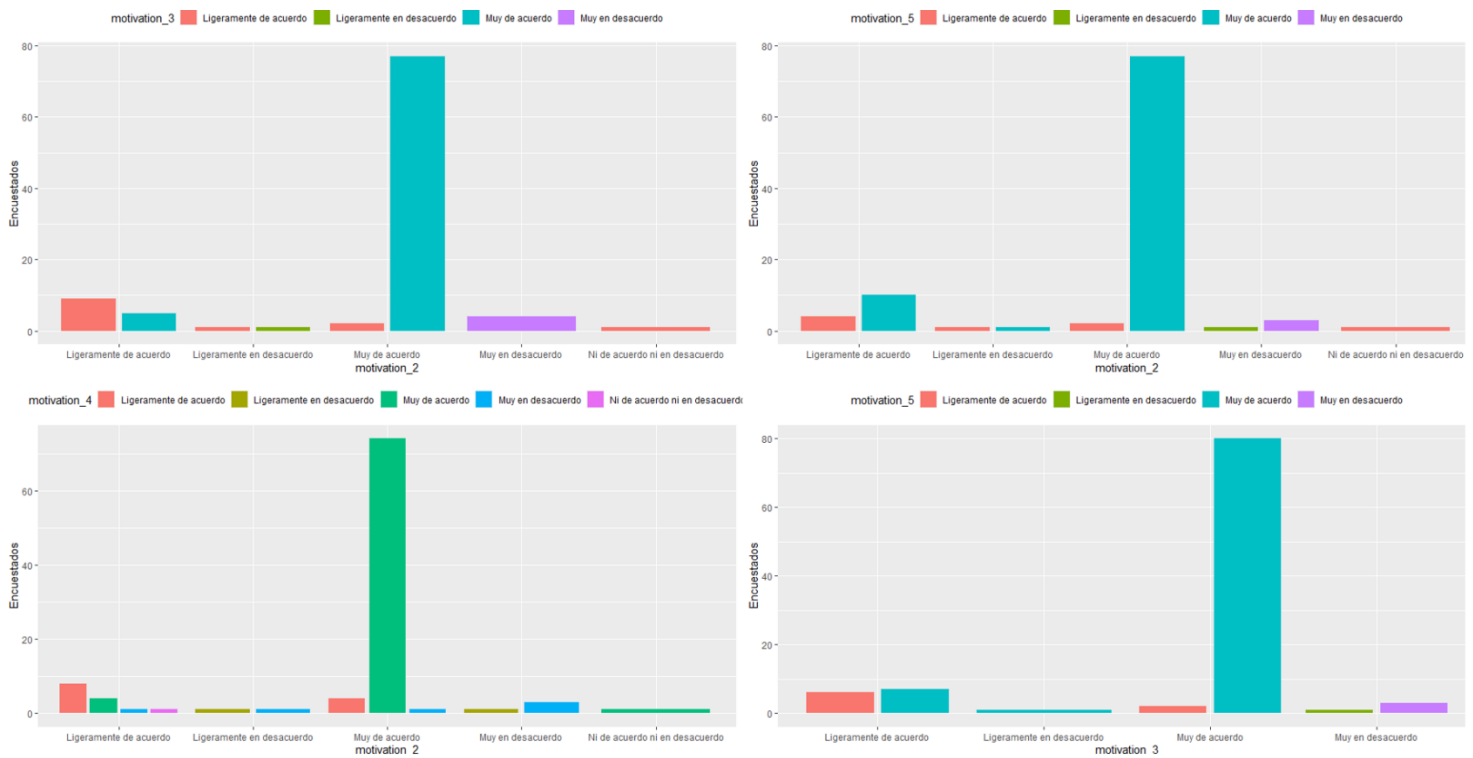 motivation_3 Ligeramente de acuerdo Ligeramente en desacuerdo Muy de acuerdo Muy en desacuerdo
80
60
40
20
0
Encuestados
Ligeramente de acuerdo Ligeramente en desacuerdo Muy de acuerdo Muy en desacuerdo Ni de acuerdo ni en desacuerdo
motivation_2
motivation_5 Ligeramente de acuerdo Ligeramente en desacuerdo Muy de acuerdo Muy en desacuerdo
80
60
40
20
0
Encuestados
Ligeramente de acuerdo Ligeramente en desacuerdo Muy de acuerdo Muy en desacuerdo Ni de acuerdo ni en desacuerdo
motivation_2
motivation_4 Ligeramente de acuerdo Ligeramente en desacuerdo Muy de acuerdo Muy en desacuerdo Ni de acuerdo ni en desacuerdo
60
40
20
0
Encuestados
Ligeramente de acuerdo Ligeramente en desacuerdo Muy de acuerdo Muy en desacuerdo Ni de acuerdo ni en desacuerdo
motivation_2
motivation_5 Ligeramente de acuerdo Ligeramente en desacuerdo Muy de acuerdo Muy en desacuerdo
80
60
40
20
0
Encuestados
Ligeramente de acuerdo Ligeramente en desacuerdo Muy de acuerdo Muy en desacuerdo
motivation_3